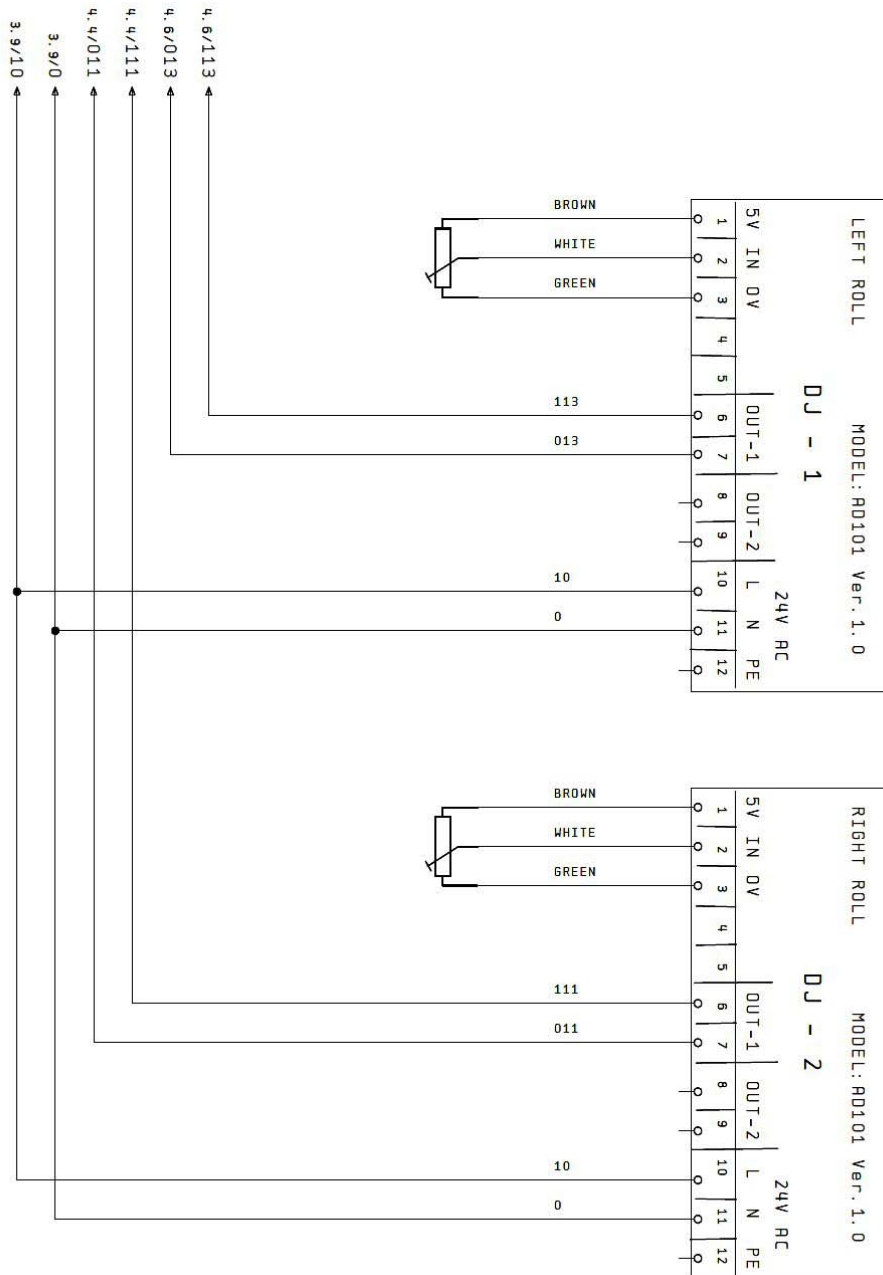 3.9/10
3.9/0
4.4/011
4.4/111
4.6/013
4.6/113
LEFT ROLL
MODEL: AD101 Ver.1.0
DJ - 1
24V AC
5V IN 0V OUT-1 OUT-2 L N PE
1 2 3 4 5 6 7 8 9 10 11 12
BROWN
WHITE
GREEN
113
013
10
0
RIGHT ROLL
MODEL: AD101 Ver.1.0
DJ - 2
24V AC
5V IN 0V OUT-1 OUT-2 L N PE
1 2 3 4 5 6 7 8 9 10 11 12
BROWN
WHITE
GREEN
111
011
10
0